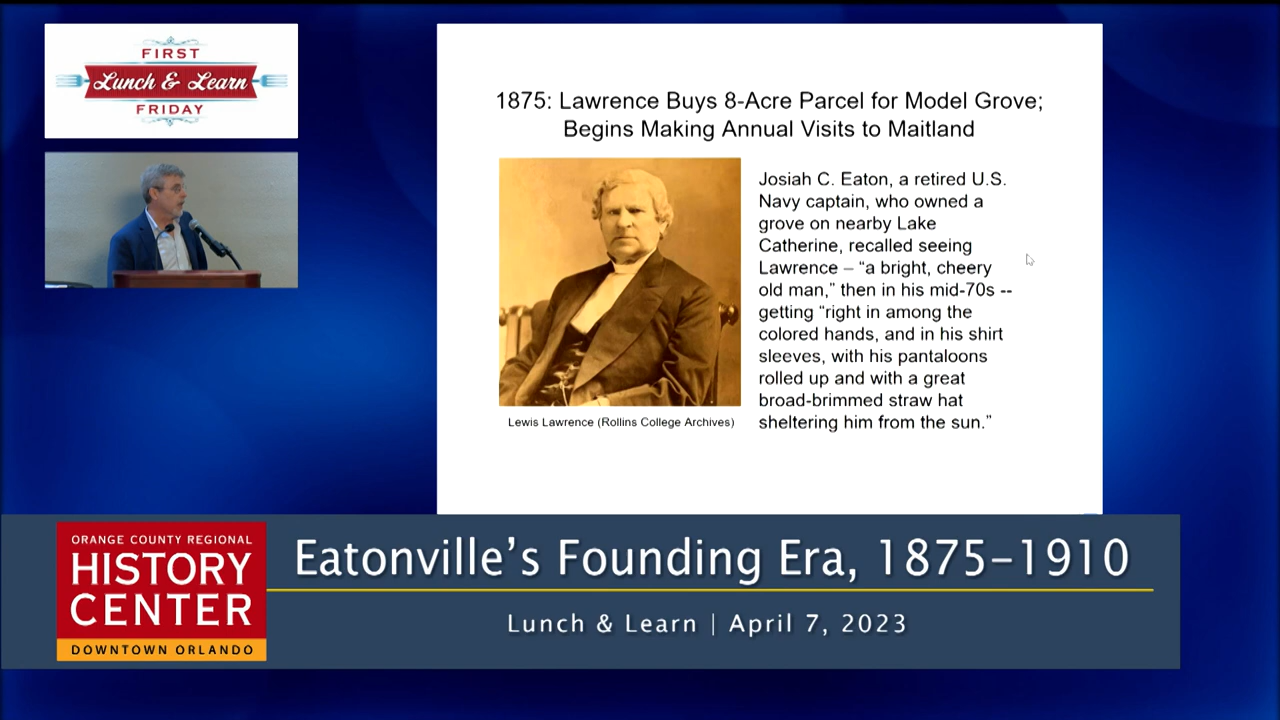 FIRST
Lunch & Learn
FRIDAY
1875: Lawrence Buys 8-Acre Parcel for Model Grove;
Begins Making Annual Visits to Maitland
Josiah C. Eaton, a retired U.S.
Navy captain, who owned a
grove on nearby Lake
Catherine, recalled seeing
Lawrence – “a bright, cheery
old man,” then in his mid-70s --
getting “right in among the
colored hands, and in his shirt
sleeves, with his pantaloons
rolled up and with a great
broad-brimmed straw hat
sheltering him from the sun.”
Lewis Lawrence (Rollins College Archives)
ORANGE COUNTY REGIONAL
HISTORY
CENTER
DOWNTOWN ORLANDO
Eatonville’s Founding Era, 1875–1910
Lunch & Learn | April 7, 2023